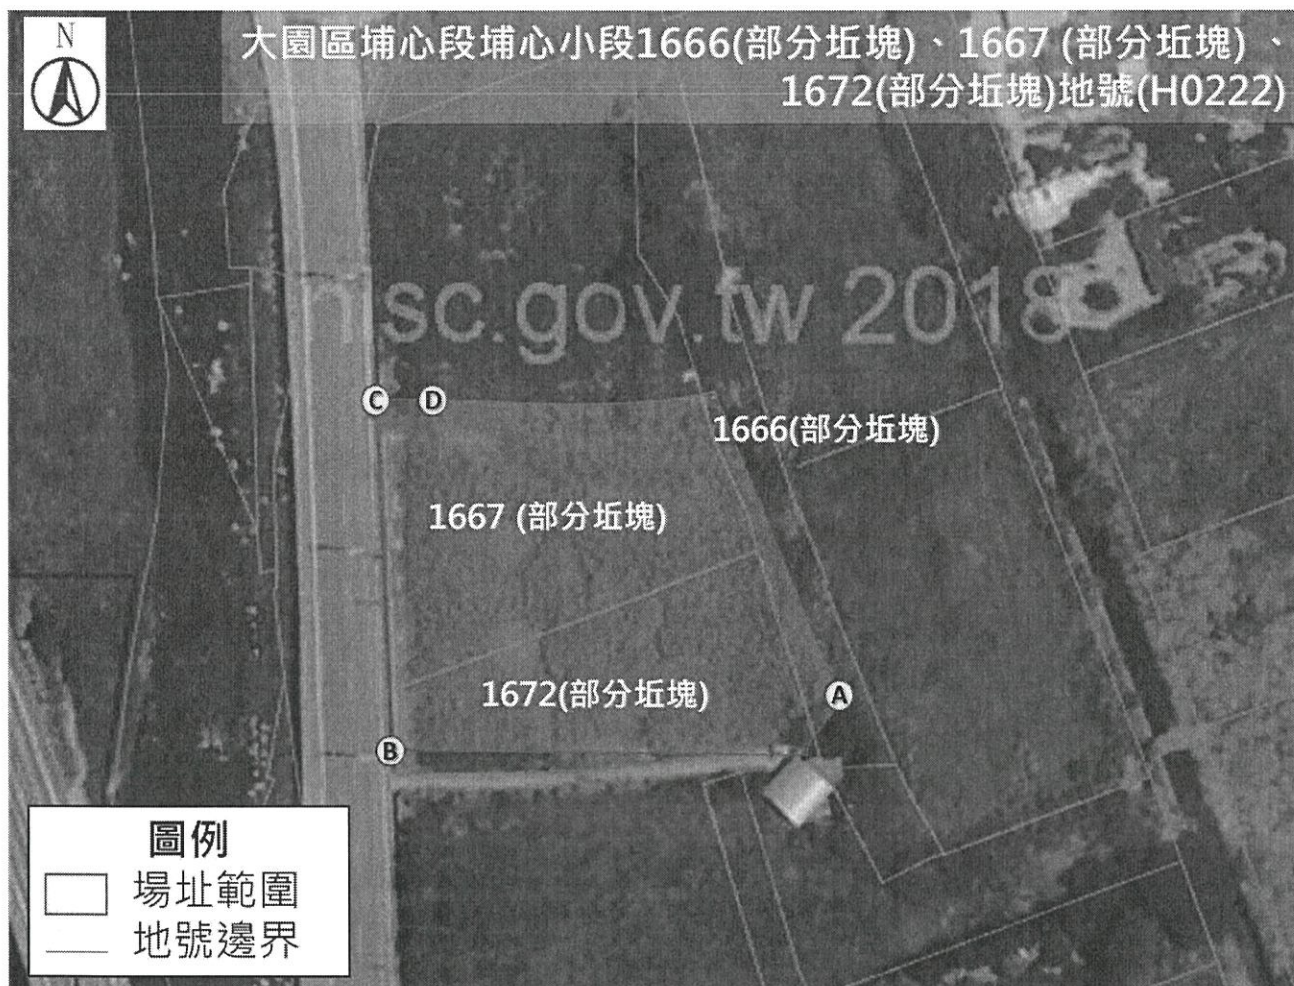 N
大園區埔心段埔心小段1666(部分坵塊)、1667 (部分坵塊) 、
1672(部分坵塊)地號(H0222)
nsc.gov.tw 2018
C
D
1666(部分坵塊)
1667 (部分坵塊)
1672(部分坵塊)
A
B
圖例
場址範圍
地號邊界